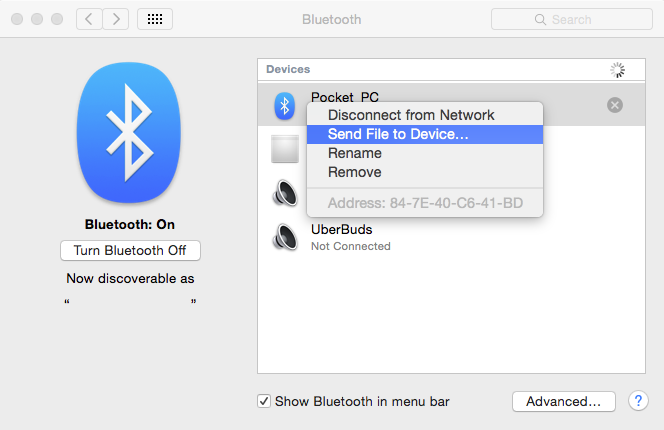 Bluetooth
Search
Devices
Pocket_PC
Disconnect from Network
Send File to Device...
Rename
Remove
Address: 84-7E-40-C6-41-BD
UberBuds
Not Connected
Bluetooth: On
Turn Bluetooth Off
Now discoverable as
“ ”
Show Bluetooth in menu bar
Advanced...
?